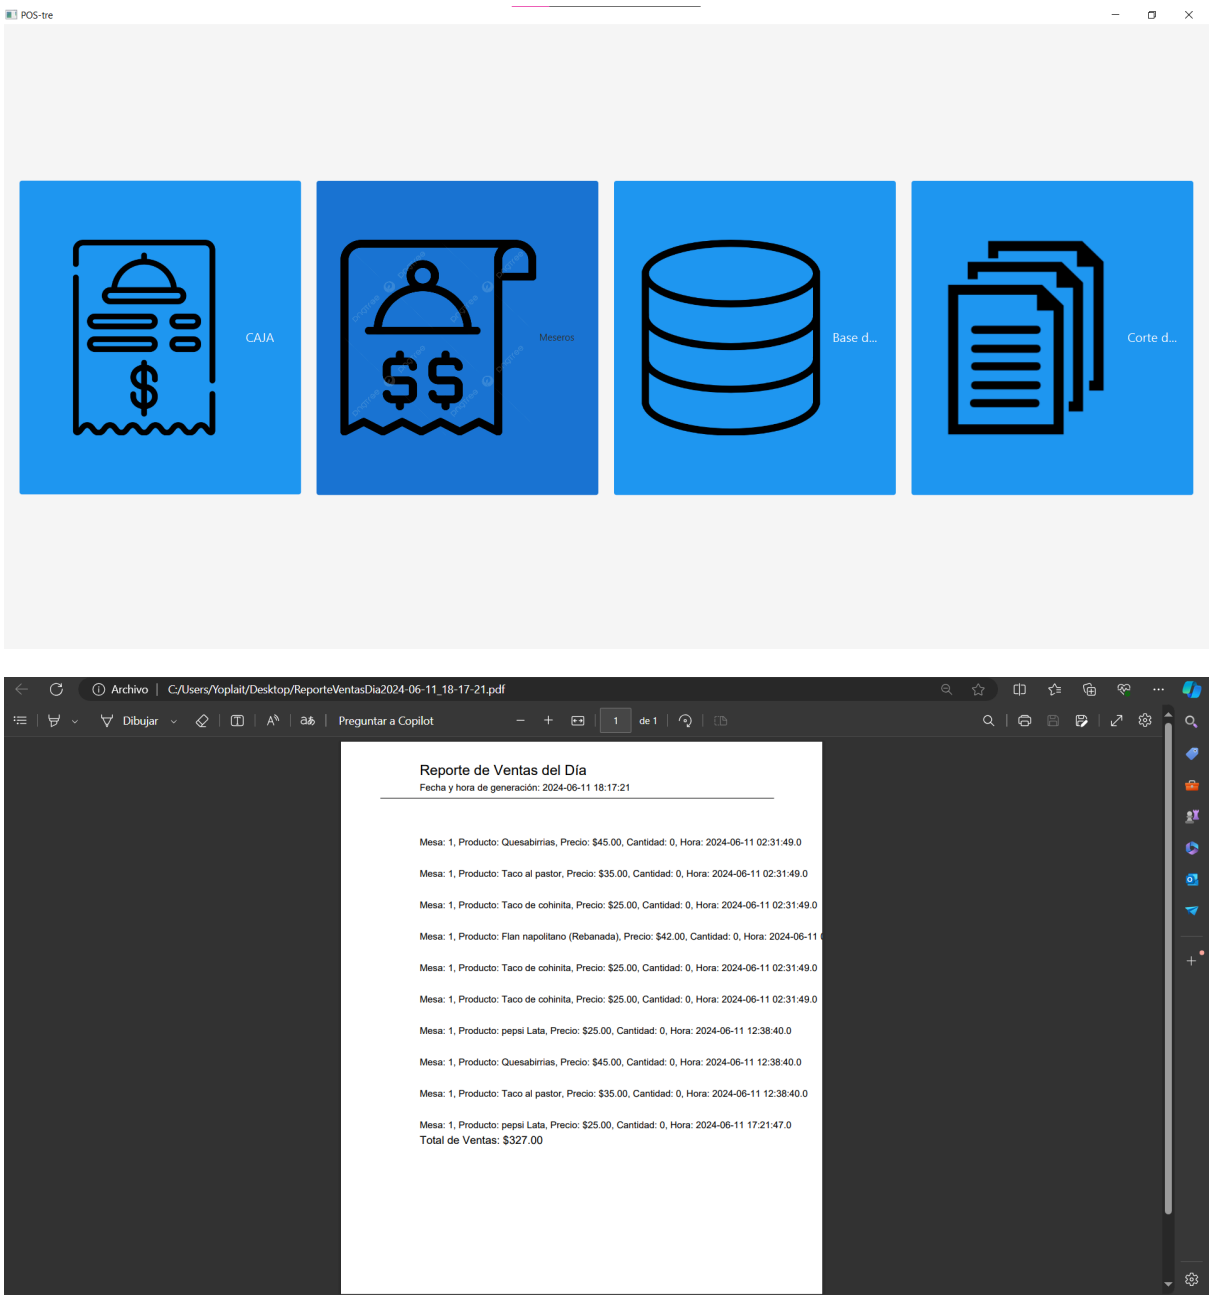 POS-tre
CAJA
Meseros
Base d...
Corte d...
pngtree
pngtree
pngtree
pngtree
pngtree
Archivo | C:/Users/Yoplait/Desktop/ReporteVentasDia2024-06-11_18-17-21.pdf
Dibujar
Preguntar a Copilot
1 de 1
Reporte de Ventas del Día
Fecha y hora de generación: 2024-06-11 18:17:21
Mesa: 1, Producto: Quesabirrias, Precio: $45.00, Cantidad: 0, Hora: 2024-06-11 02:31:49.0
Mesa: 1, Producto: Taco al pastor, Precio: $35.00, Cantidad: 0, Hora: 2024-06-11 02:31:49.0
Mesa: 1, Producto: Taco de cohinita, Precio: $25.00, Cantidad: 0, Hora: 2024-06-11 02:31:49.0
Mesa: 1, Producto: Flan napolitano (Rebanada), Precio: $42.00, Cantidad: 0, Hora: 2024-06-11
Mesa: 1, Producto: Taco de cohinita, Precio: $25.00, Cantidad: 0, Hora: 2024-06-11 02:31:49.0
Mesa: 1, Producto: Taco de cohinita, Precio: $25.00, Cantidad: 0, Hora: 2024-06-11 02:31:49.0
Mesa: 1, Producto: pepsi Lata, Precio: $25.00, Cantidad: 0, Hora: 2024-06-11 12:38:40.0
Mesa: 1, Producto: Quesabirrias, Precio: $45.00, Cantidad: 0, Hora: 2024-06-11 12:38:40.0
Mesa: 1, Producto: Taco al pastor, Precio: $35.00, Cantidad: 0, Hora: 2024-06-11 12:38:40.0
Mesa: 1, Producto: pepsi Lata, Precio: $25.00, Cantidad: 0, Hora: 2024-06-11 17:21:47.0
Total de Ventas: $327.00